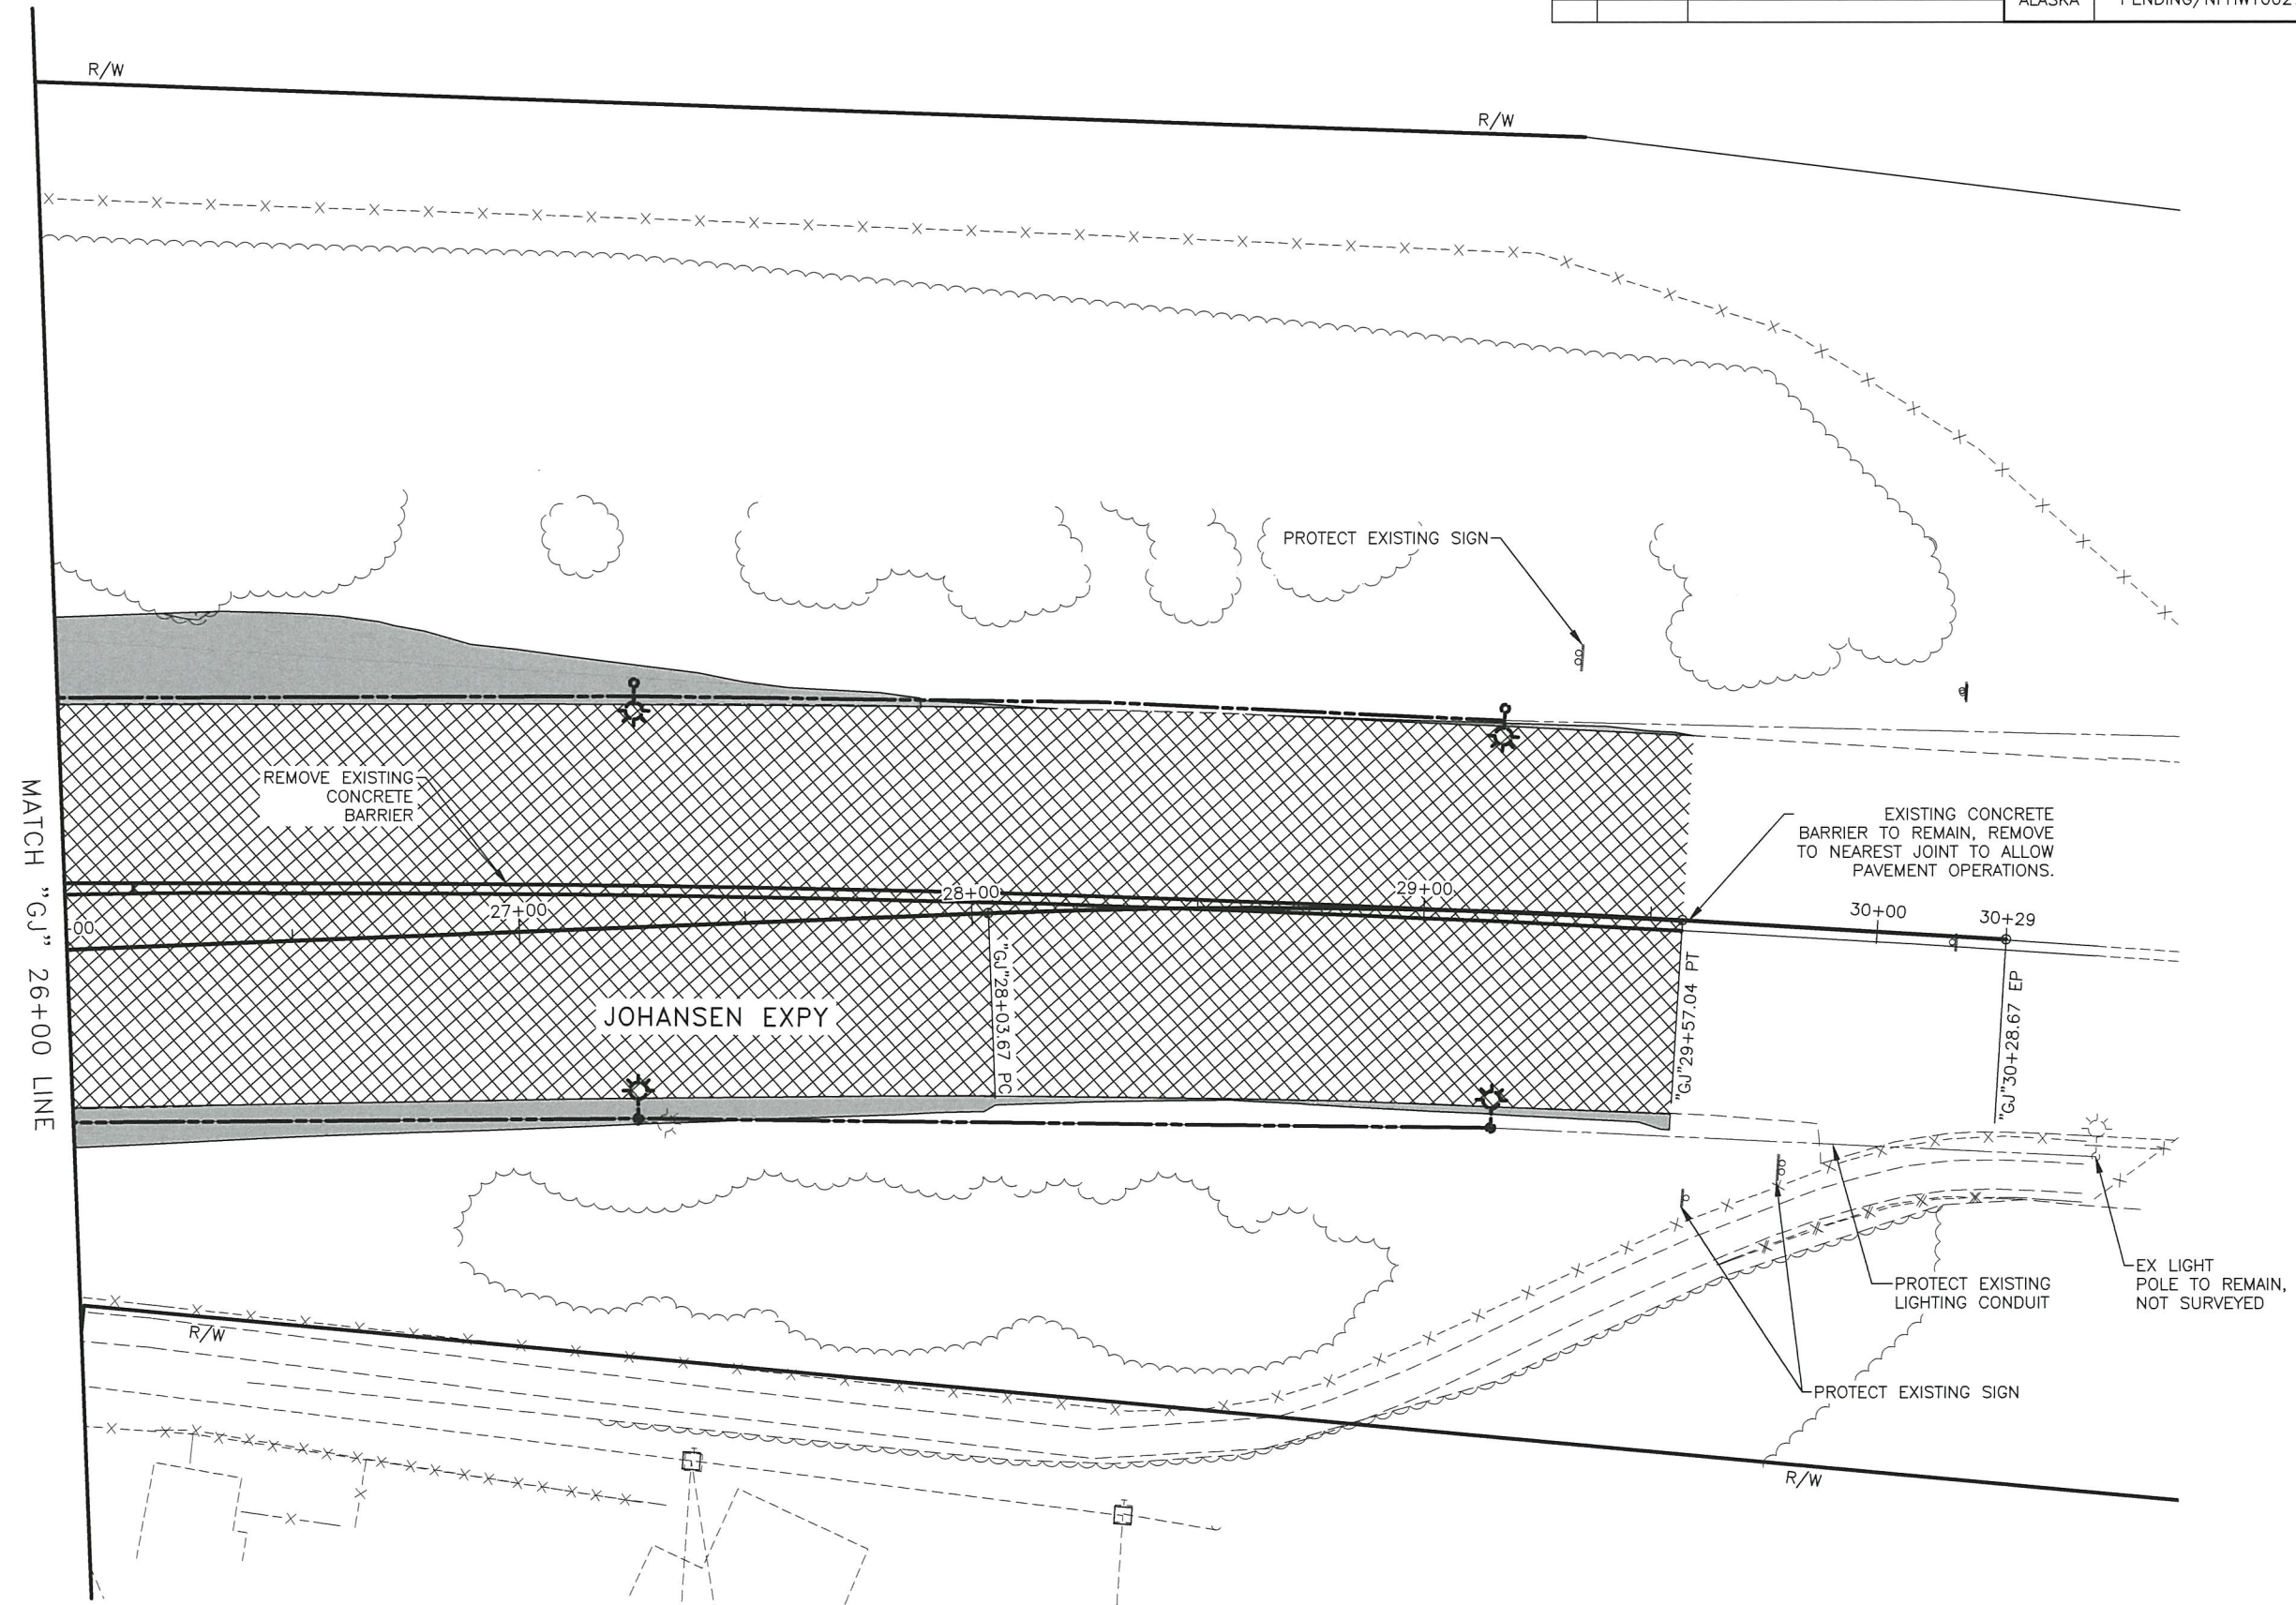 ALASKA
R/W
R/W
PROTECT EXISTING SIGN
REMOVE EXISTING
CONCRETE
BARRIER
EXISTING CONCRETE
BARRIER TO REMAIN, REMOVE
TO NEAREST JOINT TO ALLOW
PAVEMENT OPERATIONS.
MATCH "GJ" 26+00 LINE
00
27+00
28+00
29+00
30+00
30+29
"GJ"28+03.67 PC
"GJ"29+57.04 PT
"GJ"30+28.67 EP
JOHANSEN EXPY
EX LIGHT
POLE TO REMAIN,
NOT SURVEYED
PROTECT EXISTING
LIGHTING CONDUIT
PROTECT EXISTING SIGN
R/W
R/W